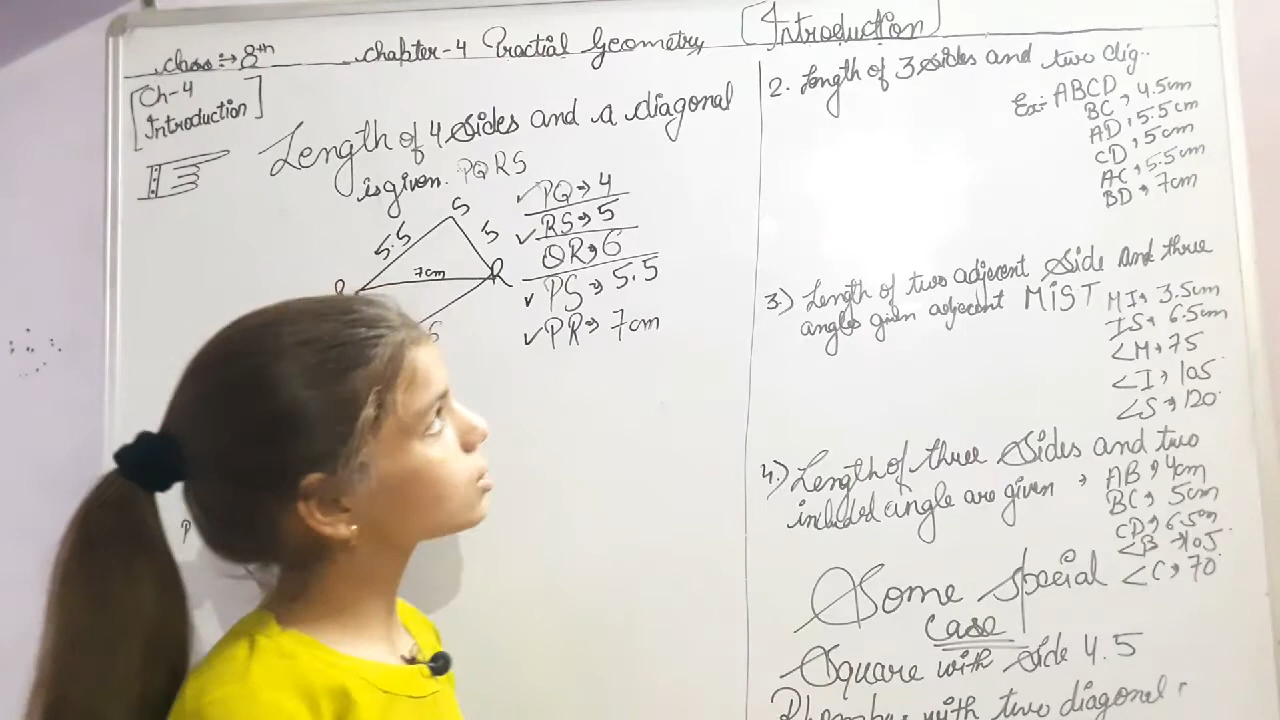 class :→ 8th chapter-4 Practial Geometry [Introduction]
[Ch-4
Introduction]
Length of 4 sides and a diagonal
is given. PQRS
✓ PQ → 4
✓ RS → 5
QR → 6
✓ PS → 5.5
✓ PR → 7cm
S
5.5
5
7cm
R
6
P
2. Length of 3 sides and two dig..
Ex:- ABCD
BC → 4.5cm
AD → 5.5cm
CD → 5cm
AC → 5.5cm
BD → 7cm
3.) Length of two adjacent side and three
angles given adjacent MiST
MI → 3.5cm
IS → 6.5cm
∠M → 75
∠I → 105
∠S → 120
4.) Length of three sides and two
included angle are given →
AB → 4cm
BC → 5cm
CD → 6.5cm
∠B → 105
∠C → 70
Some special
Case
Square with side 4.5
Rhombus with two diagonal